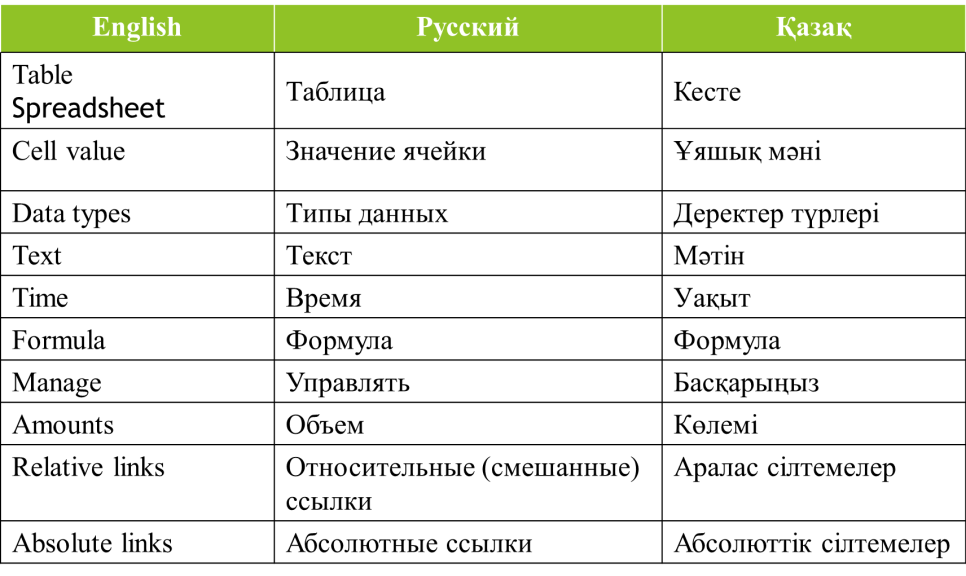 English Русский Қазақ
Table
Spreadsheet Таблица Кесте
Cell value Значение ячейки Ұяшық мәні
Data types Типы данных Деректер түрлері
Text Текст Мәтін
Time Время Уақыт
Formula Формула Формула
Manage Управлять Басқарыңыз
Amounts Объем Көлемі
Relative links Относительные (смешанные) Аралас сілтемелер
ссылки
Absolute links Абсолютные ссылки Абсолюттік сілтемелер